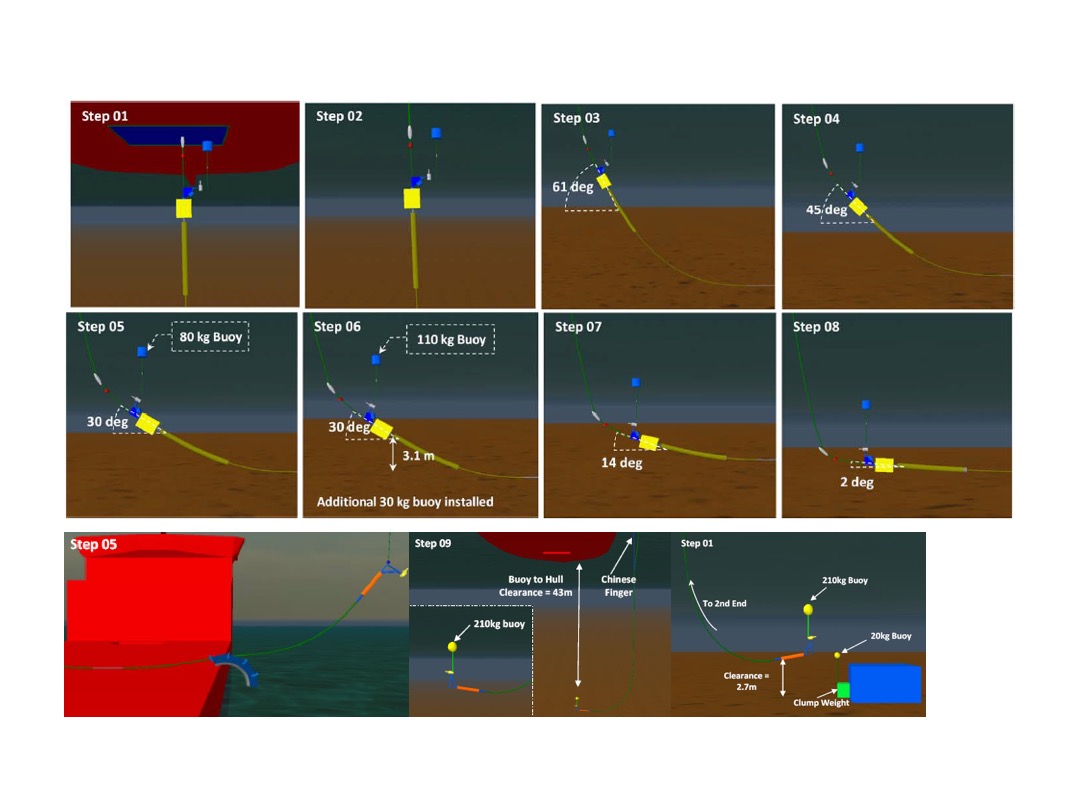 Step 01
Step 02
Step 03
61 deg
Step 04
45 deg
Step 05
80 kg Buoy
30 deg
Step 06
110 kg Buoy
30 deg
3.1 m
Additional 30 kg buoy installed
Step 07
14 deg
Step 08
2 deg
Step 05
Step 09
Buoy to Hull
Clearance = 43m
Chinese
Finger
210kg buoy
Step 01
To 2nd End
210kg Buoy
20kg Buoy
Clearance =
2.7m
Clump Weight